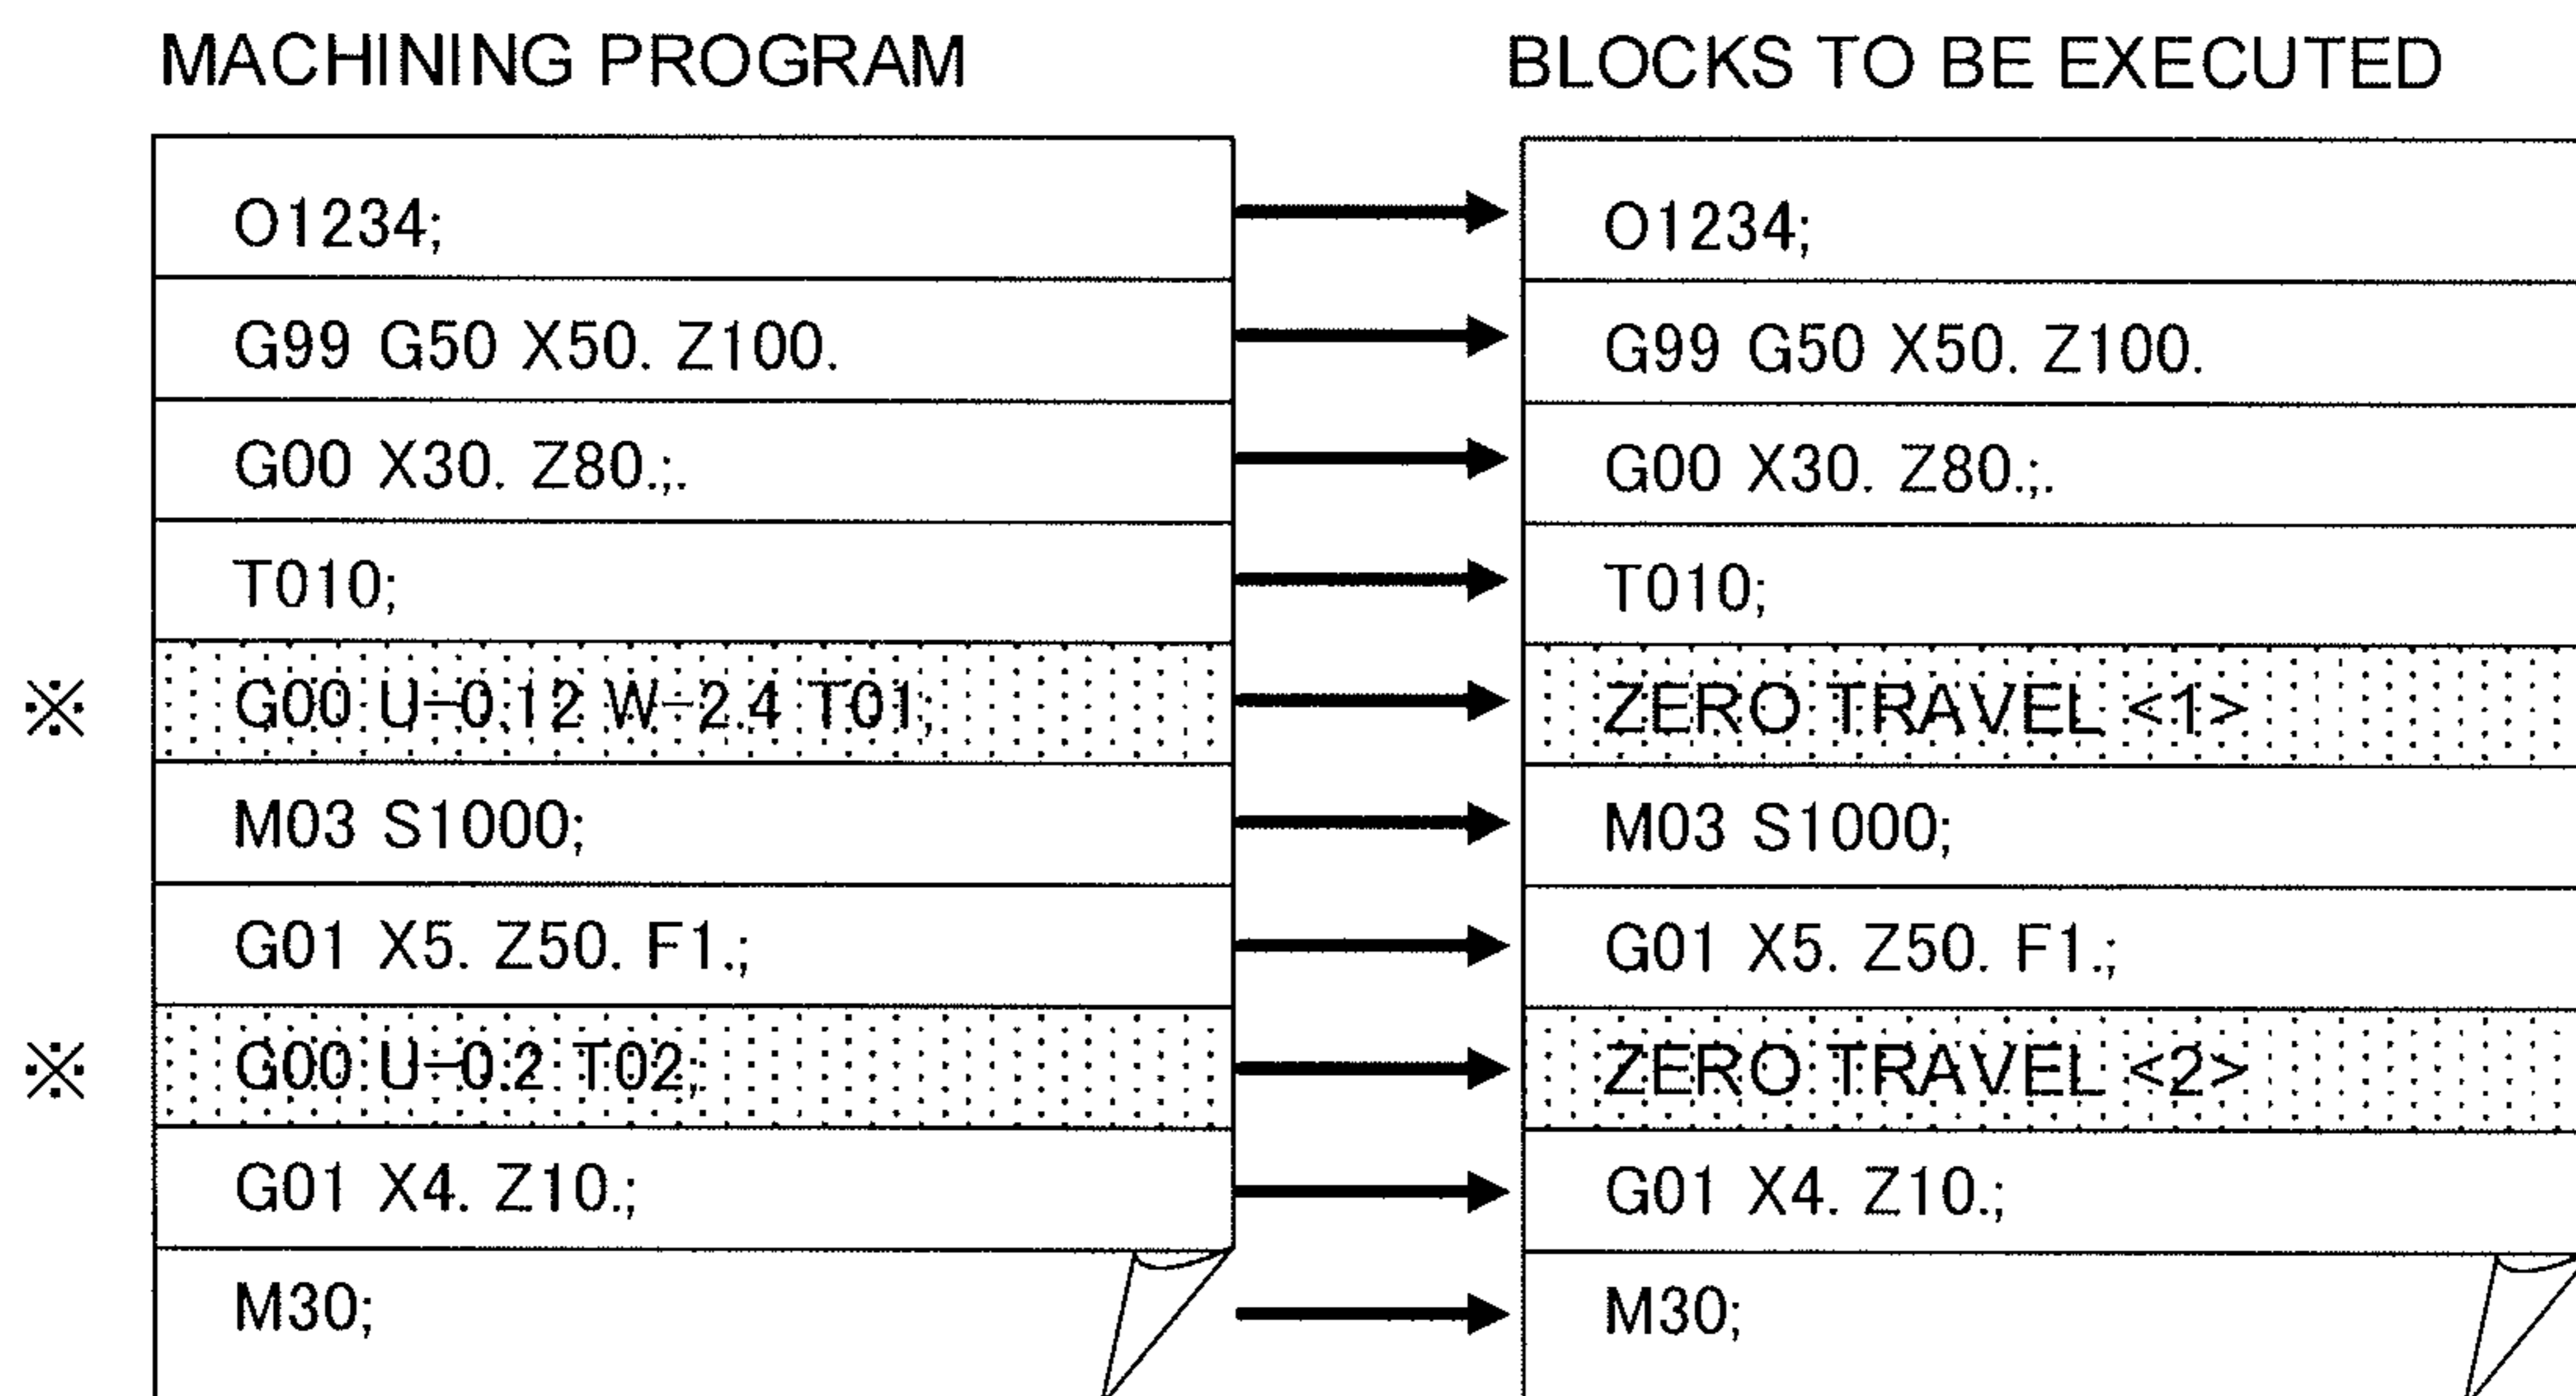 MACHINING PROGRAM
O1234;
G99 G50 X50. Z100.
G00 X30. Z80.;.
T010;
※ G00 U-0.12 W-2.4 T01;
M03 S1000;
G01 X5. Z50. F1.;
※ G00 U-0.2 T02;
G01 X4. Z10.;
M30;
BLOCKS TO BE EXECUTED
O1234;
G99 G50 X50. Z100.
G00 X30. Z80.;.
T010;
ZERO TRAVEL <1>
M03 S1000;
G01 X5. Z50. F1.;
ZERO TRAVEL <2>
G01 X4. Z10.;
M30;